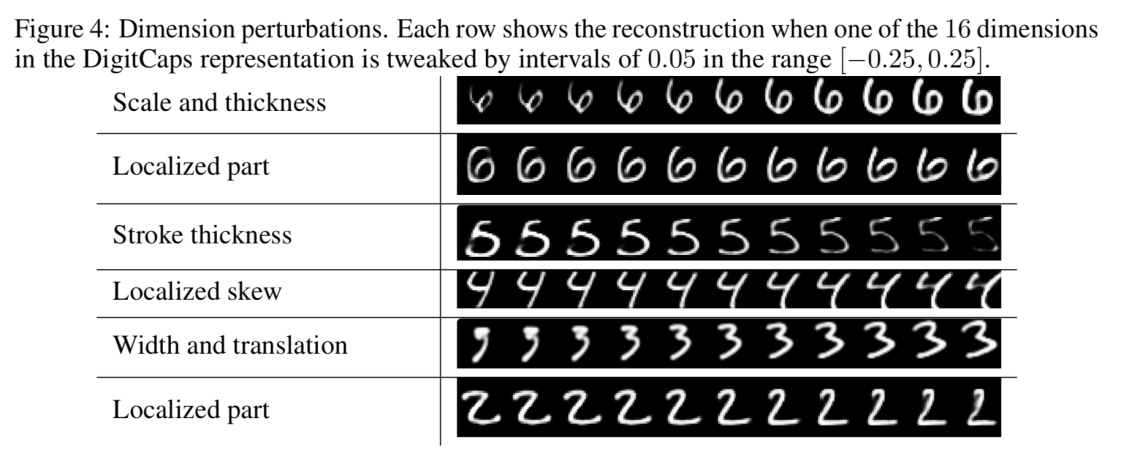 Figure 4: Dimension perturbations. Each row shows the reconstruction when one of the 16 dimensions
in the DigitCaps representation is tweaked by intervals of 0.05 in the range [−0.25, 0.25].
Scale and thickness 6 6 6 6 6 6 6 6 6 6 6
Localized part 6 6 6 6 6 6 6 6 6 6 6
Stroke thickness 5 5 5 5 5 5 5 5 5 5 5
Localized skew 4 4 4 4 4 4 4 4 4 4 4
Width and translation 3 3 3 3 3 3 3 3 3 3 3
Localized part 2 2 2 2 2 2 2 2 2 2 2